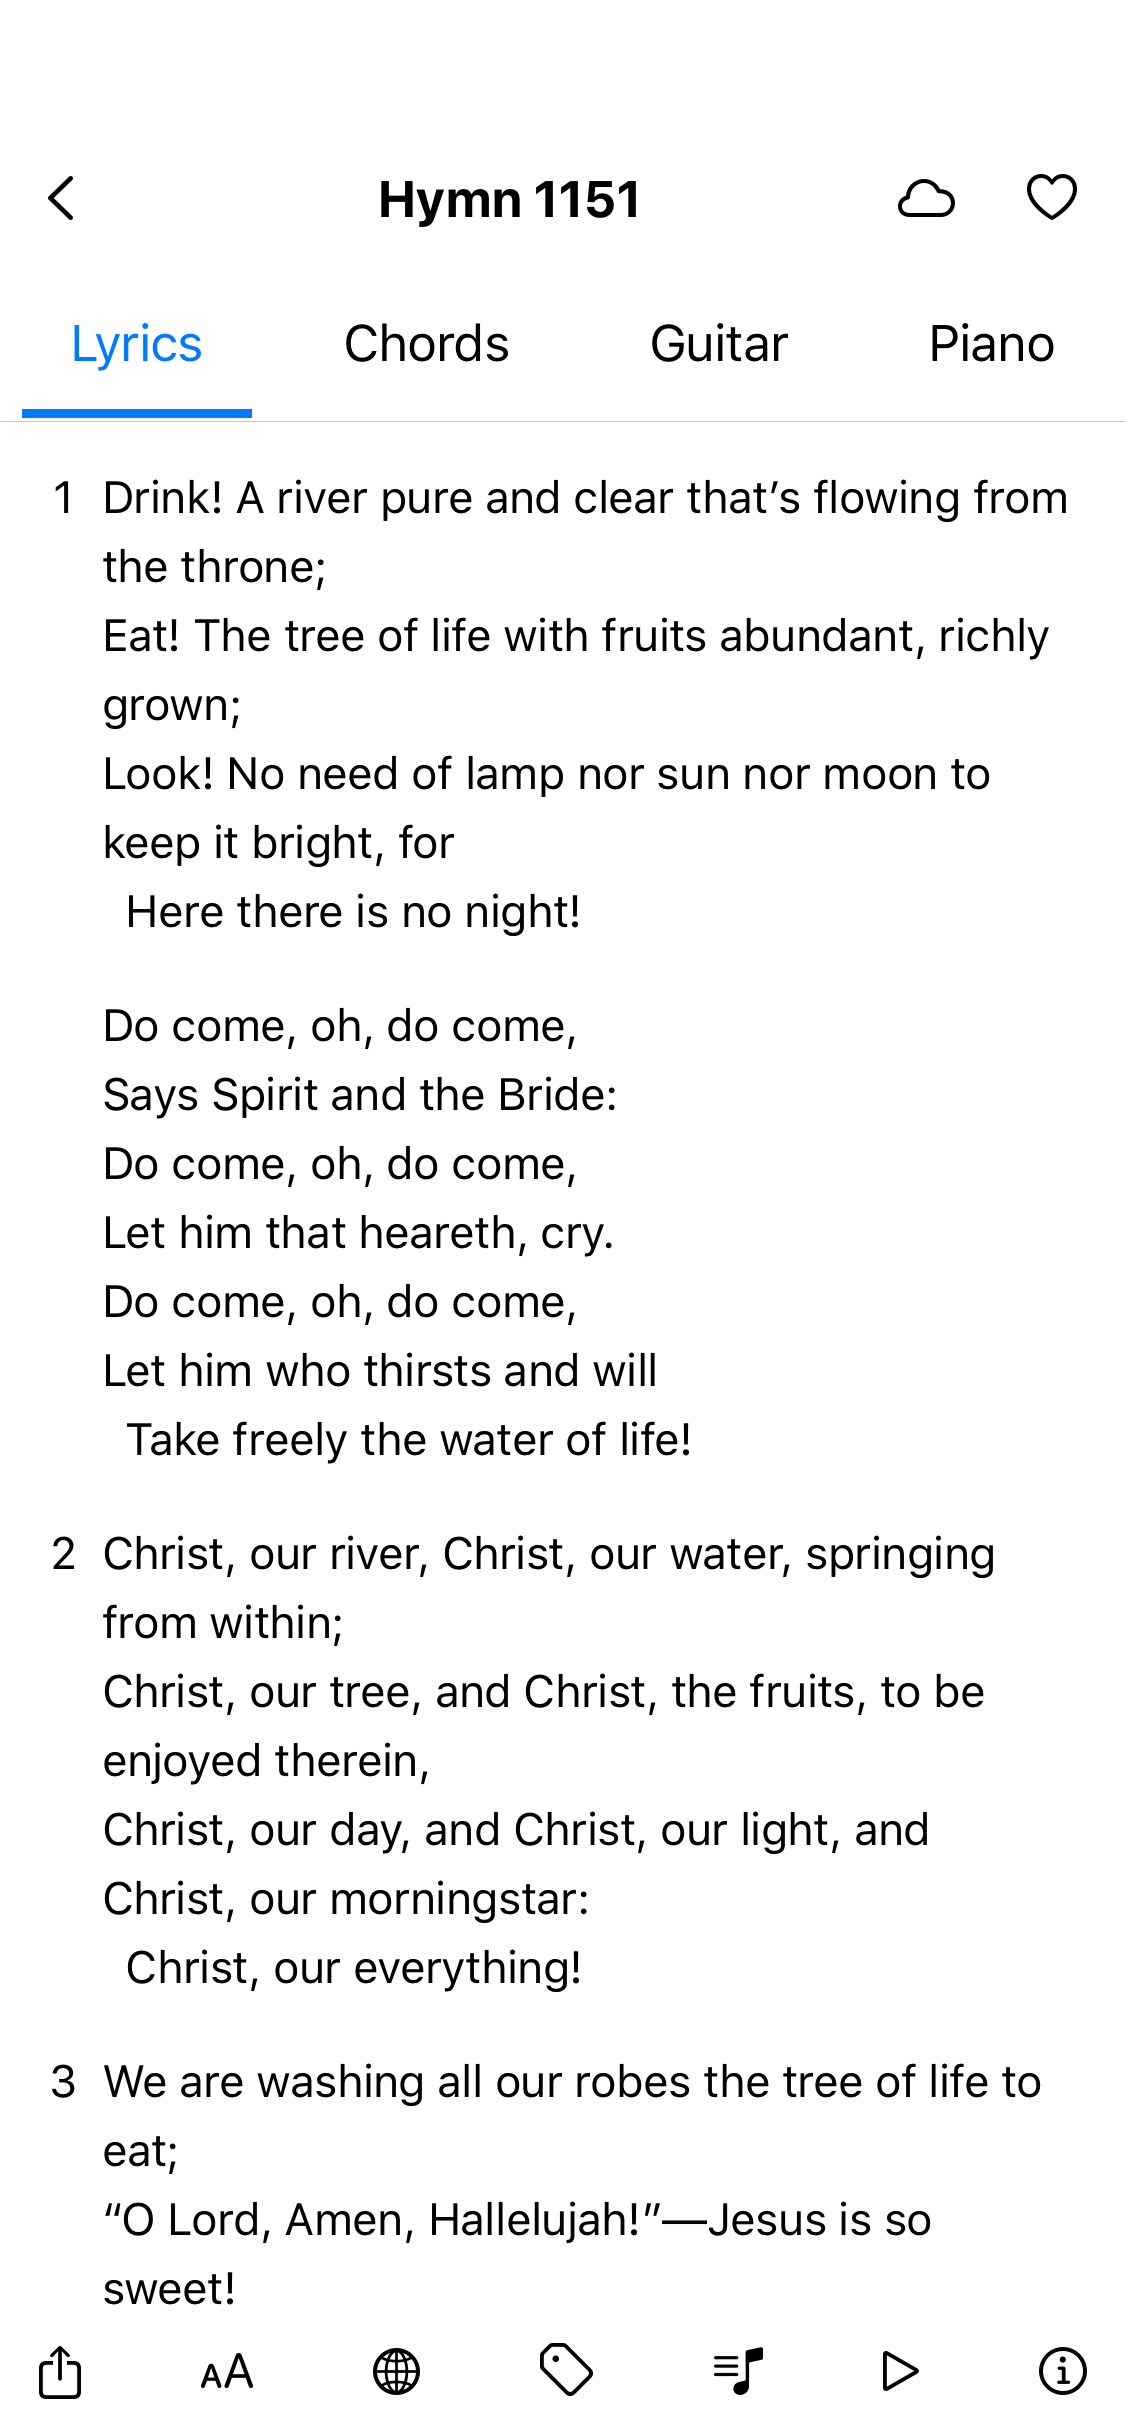 Hymn 1151
Lyrics Chords Guitar Piano
1 Drink! A river pure and clear that’s flowing from
the throne;
Eat! The tree of life with fruits abundant, richly
grown;
Look! No need of lamp nor sun nor moon to
keep it bright, for
Here there is no night!
Do come, oh, do come,
Says Spirit and the Bride:
Do come, oh, do come,
Let him that heareth, cry.
Do come, oh, do come,
Let him who thirsts and will
Take freely the water of life!
2 Christ, our river, Christ, our water, springing
from within;
Christ, our tree, and Christ, the fruits, to be
enjoyed therein,
Christ, our day, and Christ, our light, and
Christ, our morningstar:
Christ, our everything!
3 We are washing all our robes the tree of life to
eat;
“O Lord, Amen, Hallelujah!”—Jesus is so
sweet!
AA